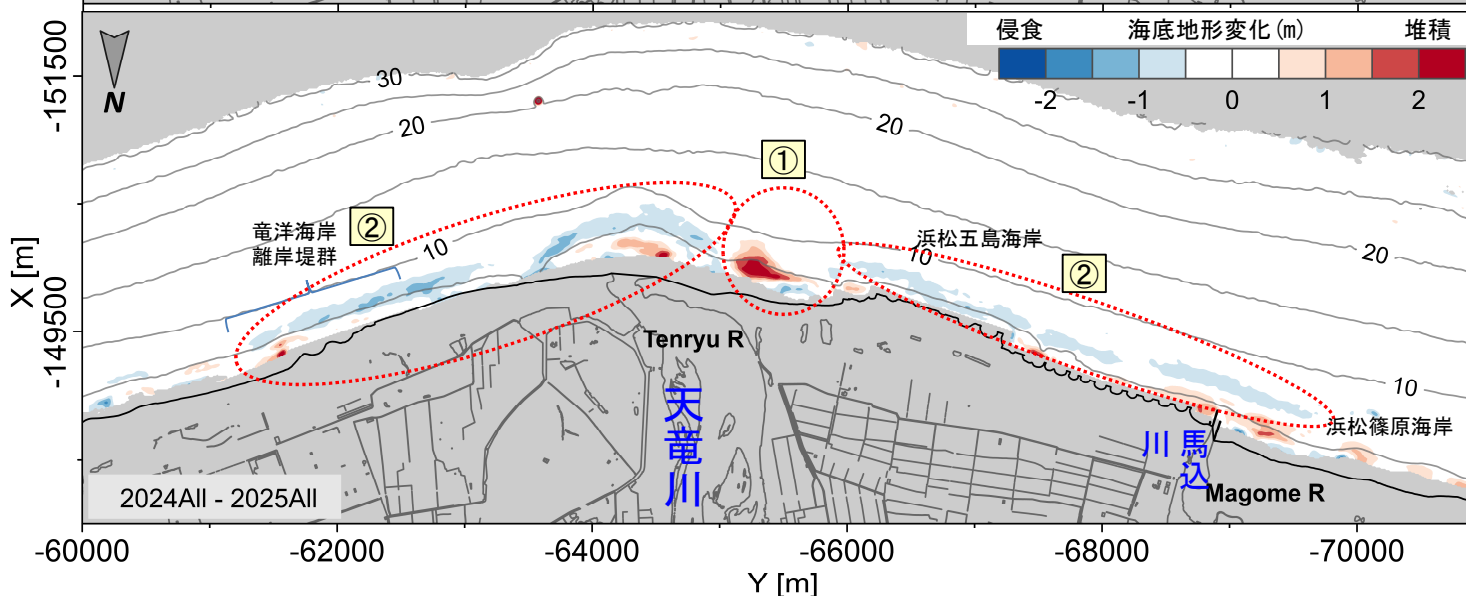 侵食 海底地形変化(m) 堆積
-2 -1 0 1 2
-151500
-149500
X [m]
N
30
20
20
20
10
10
10
①
②
②
竜洋海岸
離岸堤群
浜松五島海岸
浜松篠原海岸
Tenryu R
天竜川
馬込川
Magome R
2024All - 2025All
-60000 -62000 -64000 -66000 -68000 -70000
Y [m]